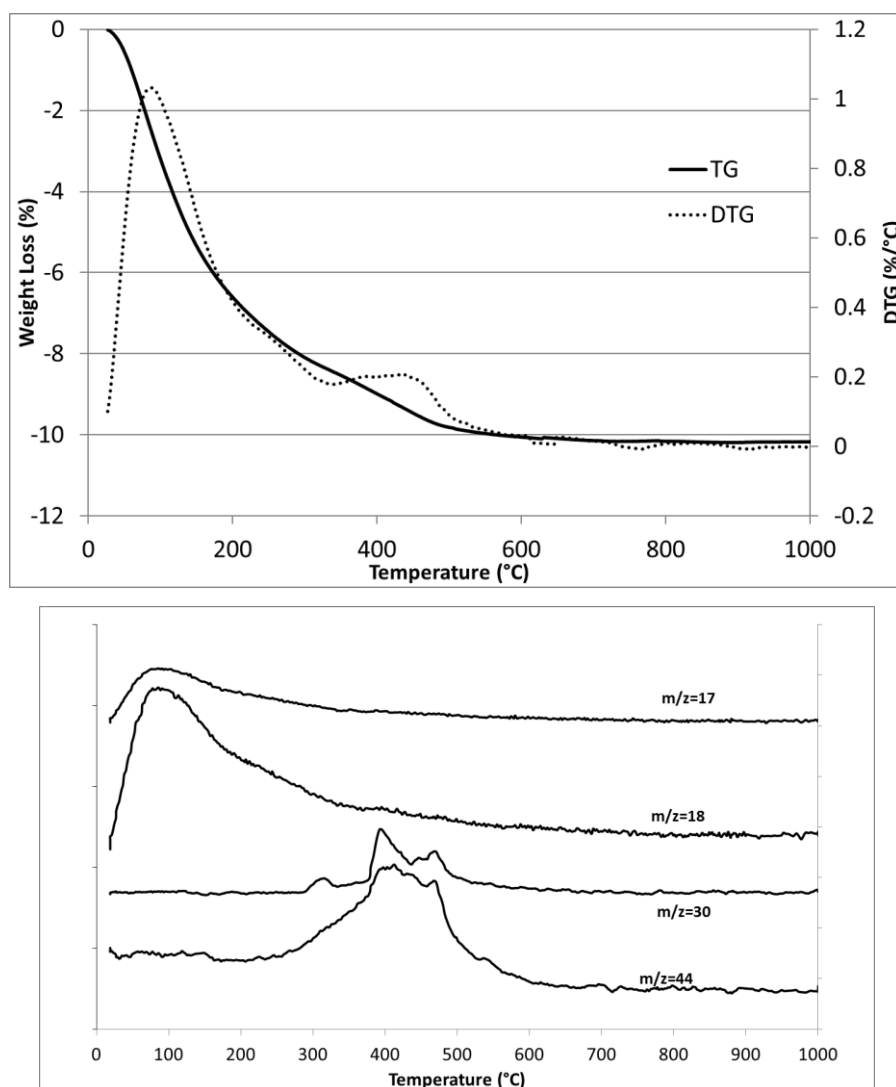 0
-2
-4
-6
-8
-10
-12
Weight Loss (%)
1.2
1
0.8
0.6
0.4
0.2
0
-0.2
DTG (%/°C)
TG
DTG
0 200 400 600 800 1000
Temperature (°C)
m/z=17
m/z=18
m/z=30
m/z=44
0 100 200 300 400 500 600 700 800 900 1000
Temperature (°C)